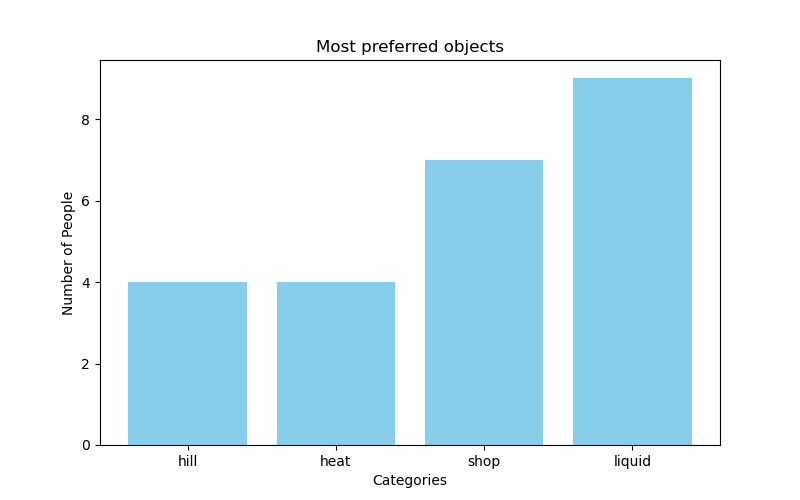 Most preferred objects
Number of People
8
6
4
2
0
hill heat shop liquid
Categories